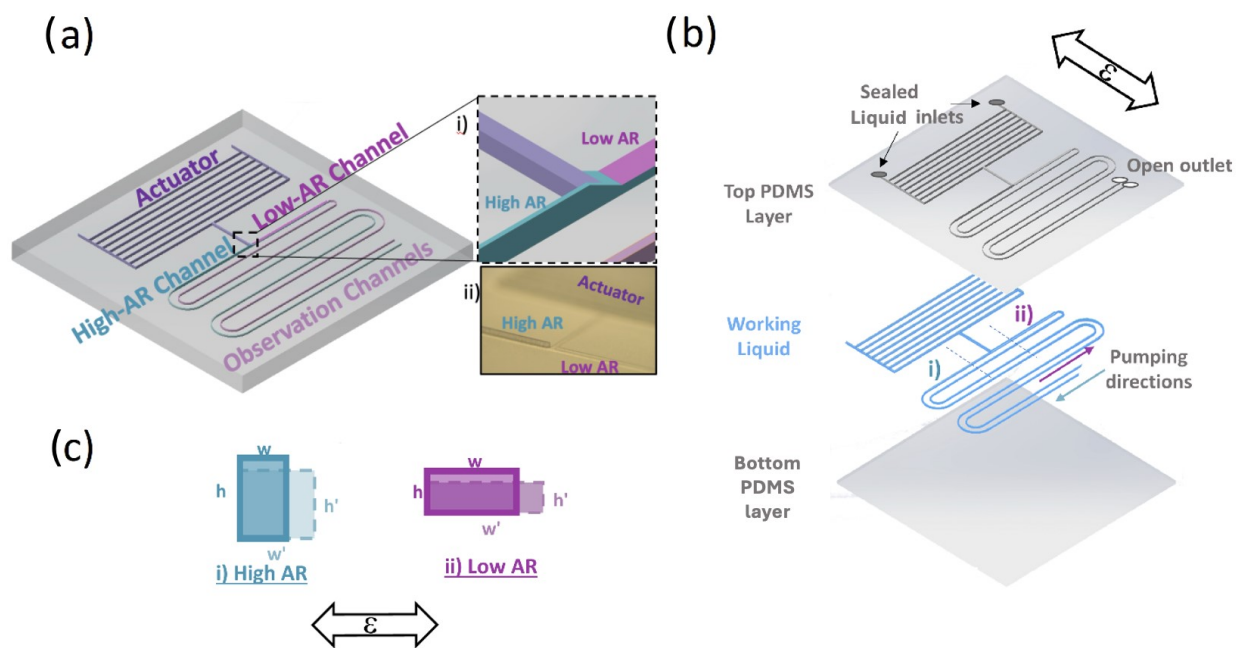 (a)
Actuator
Low-AR Channel
High-AR Channel
Observation Channels
i)
Low AR
High AR
ii)
Actuator
High AR
Low AR
(b)
ε
Sealed
Liquid inlets
Open outlet
Top PDMS
Layer
Working
Liquid
ii)
i)
Pumping
directions
Bottom
PDMS
layer
(c)
w
h
h'
w'
i) High AR
w
h
h'
w'
ii) Low AR
ε